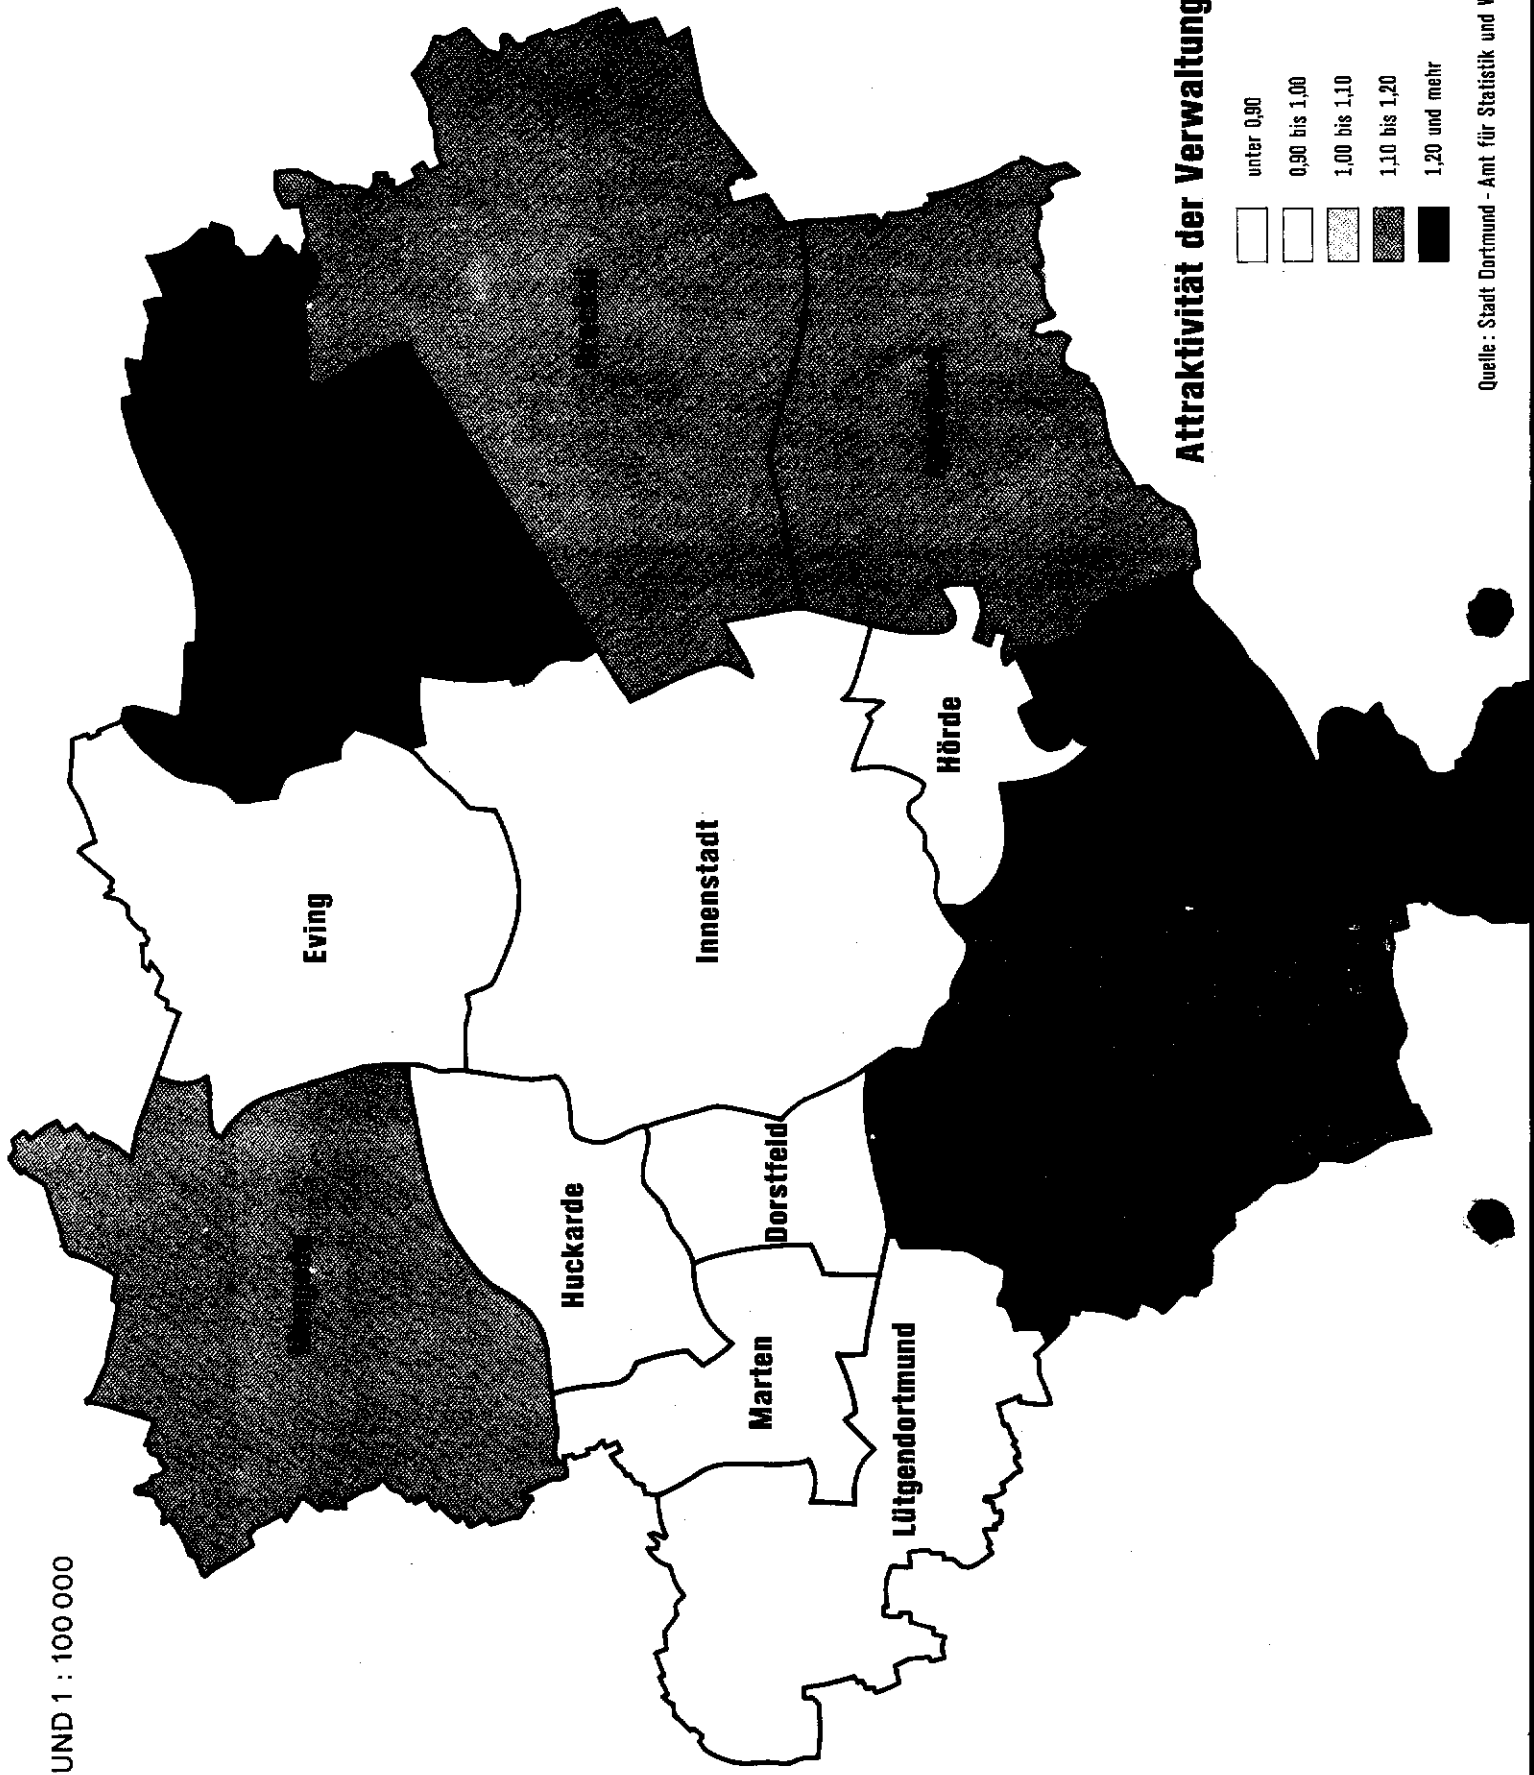 UND 1 : 100 000
Eving
Innenstadt
Hörde
Huckarde
Dorstfeld
Marten
Lütgendortmund
Attraktivität der Verwaltung
unter 0,90
0,90 bis 1,00
1,00 bis 1,10
1,10 bis 1,20
1,20 und mehr
Quelle: Stadt Dortmund - Amt für Statistik und